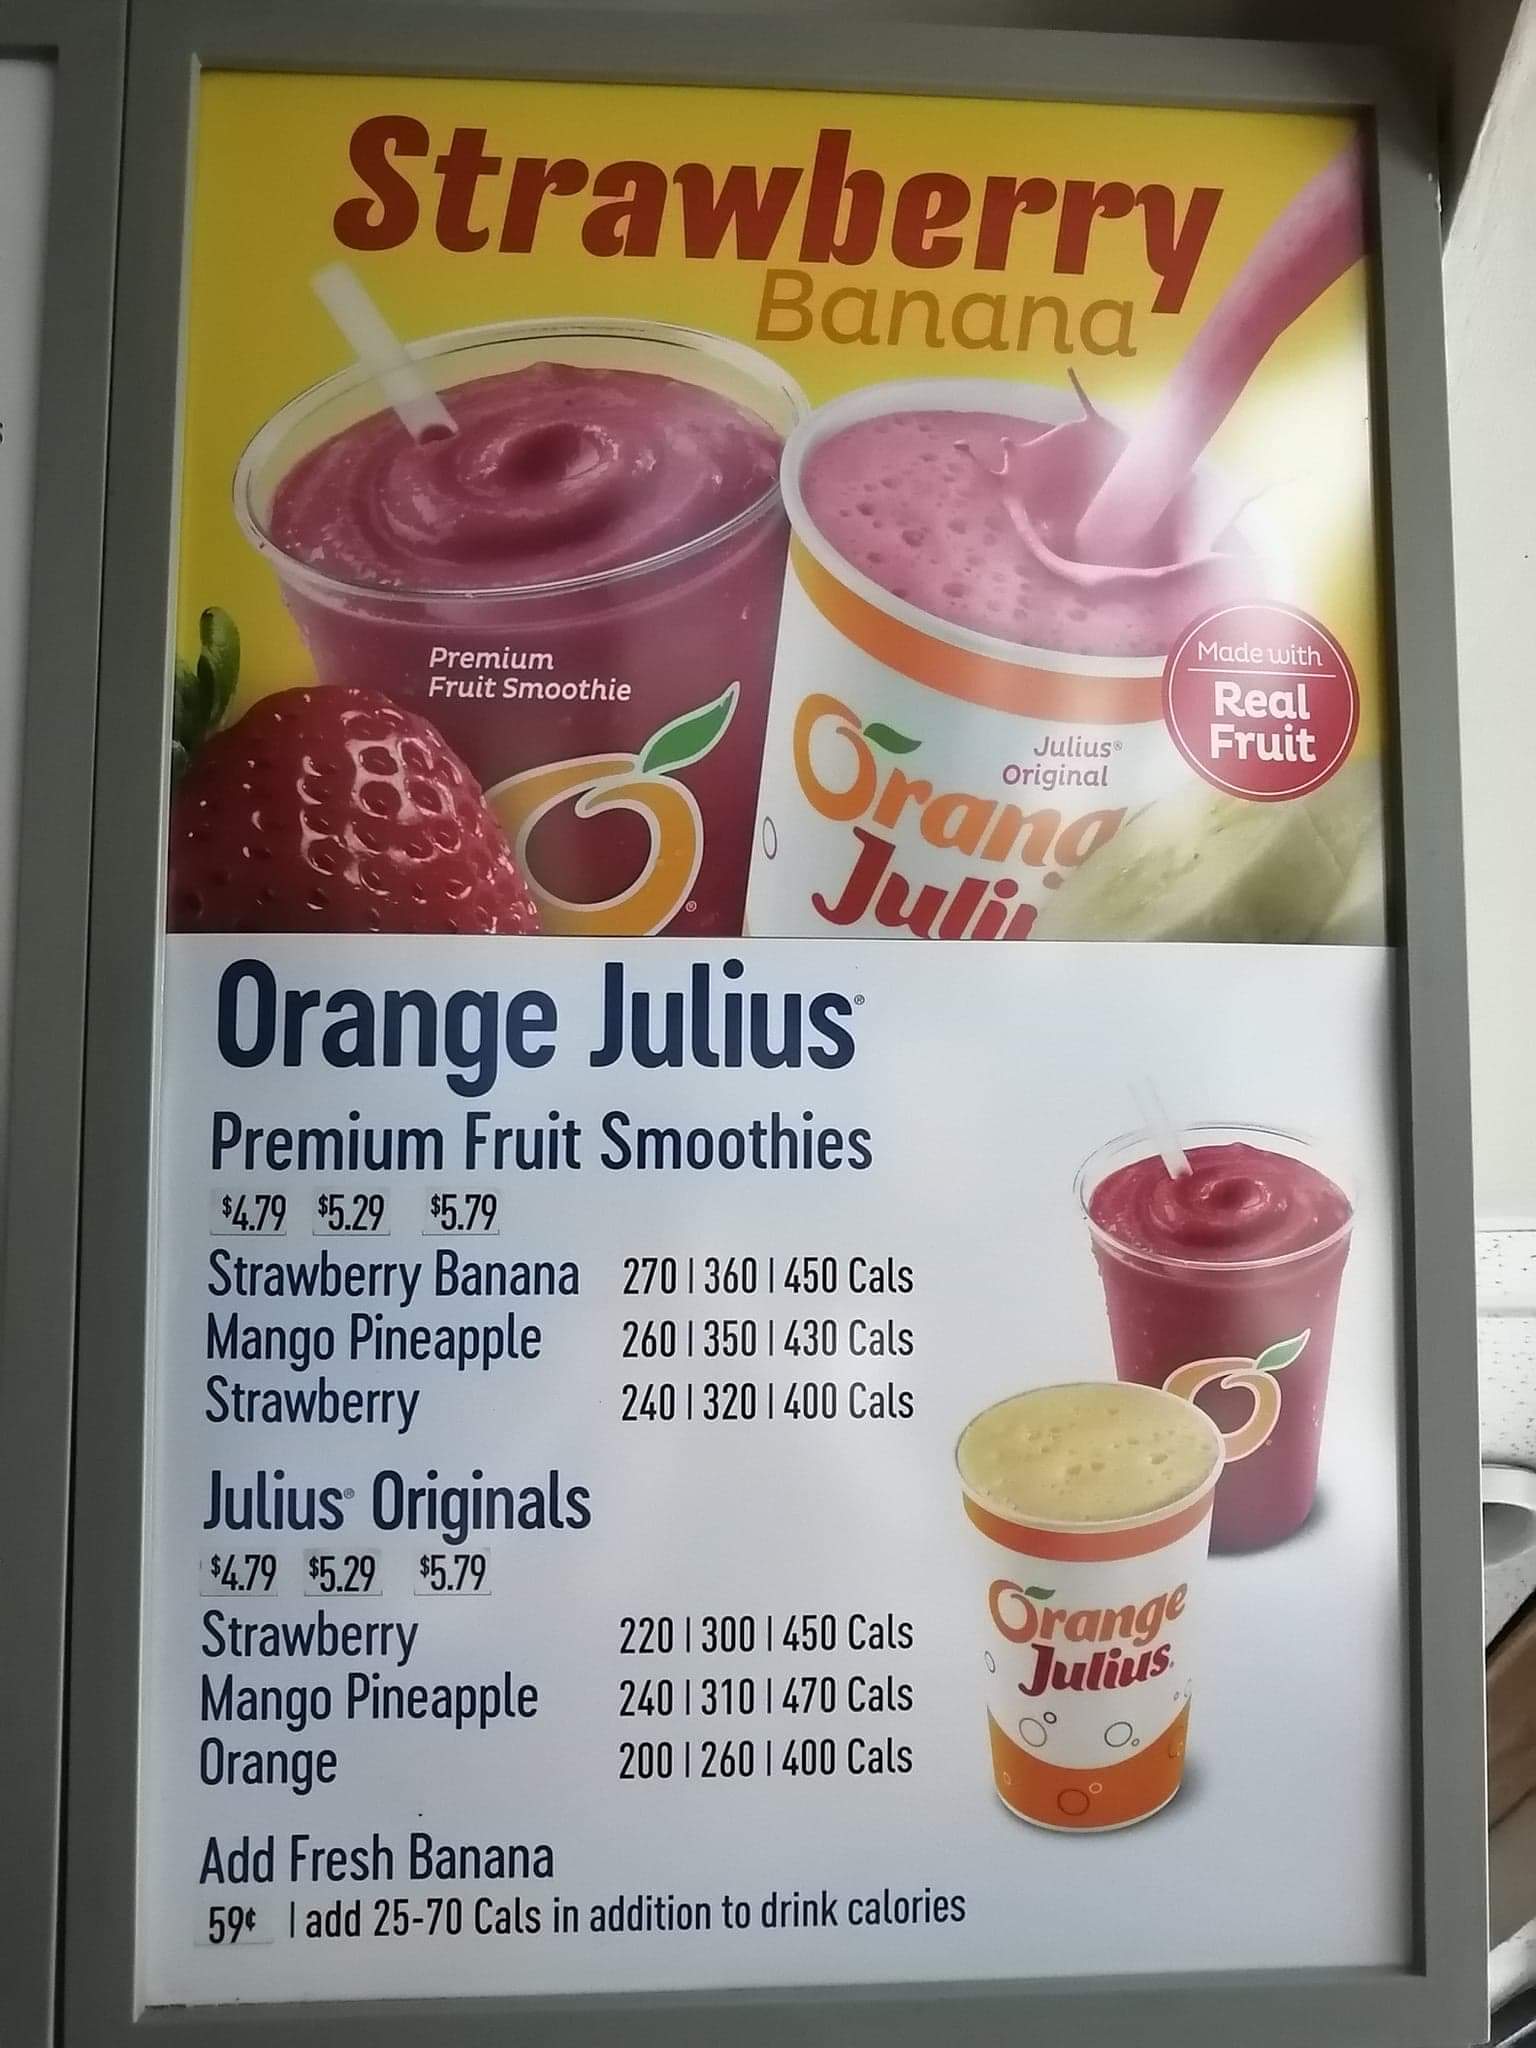 Strawberry
Banana
Premium
Fruit Smoothie
Julius®
Original
Orang
Juliu
Made with
Real
Fruit
Orange Julius®
Premium Fruit Smoothies
$4.79 $5.29 $5.79
Strawberry Banana 270 | 360 | 450 Cals
Mango Pineapple 260 | 350 | 430 Cals
Strawberry 240 | 320 | 400 Cals
Julius® Originals
$4.79 $5.29 $5.79
Strawberry 220 | 300 | 450 Cals
Mango Pineapple 240 | 310 | 470 Cals
Orange 200 | 260 | 400 Cals
Orange
Julius.
Add Fresh Banana
59¢ | add 25-70 Cals in addition to drink calories